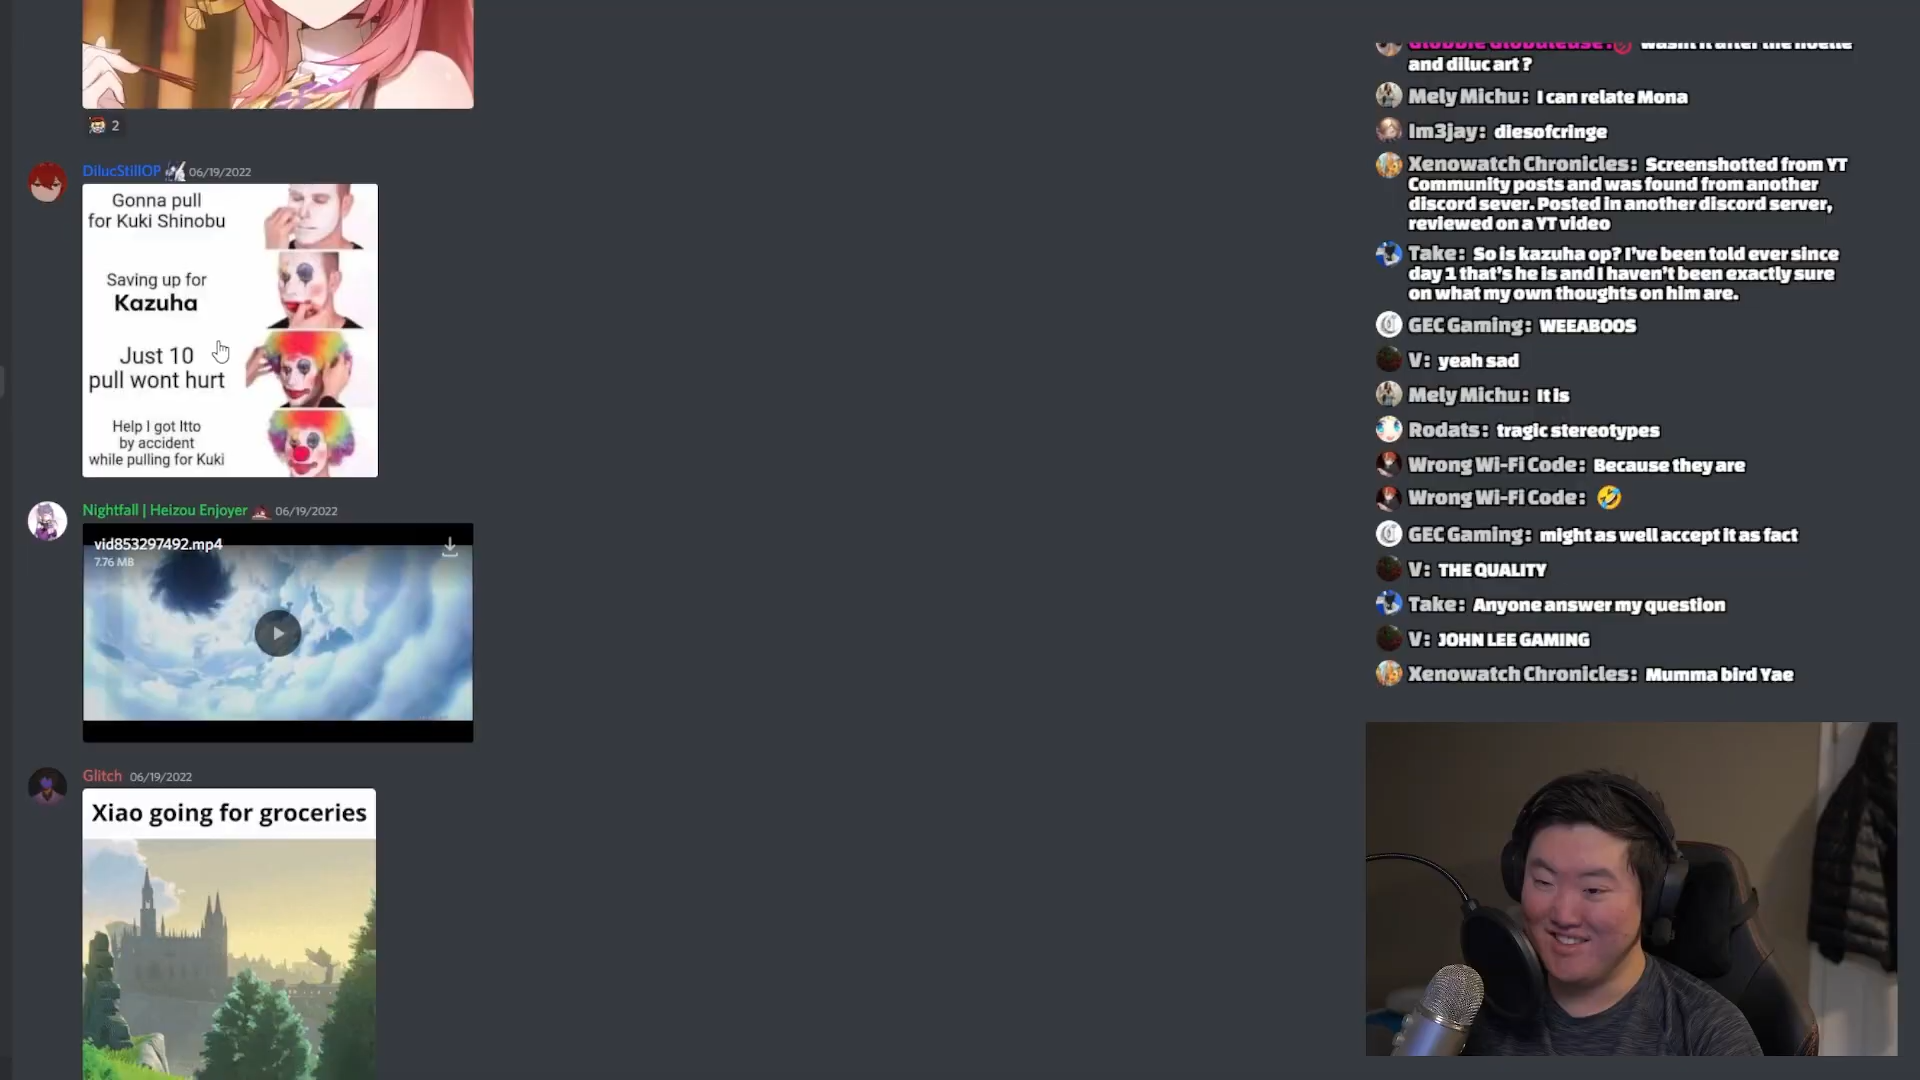 2
DilucStillOP 06/19/2022
Gonna pull
for Kuki Shinobu
Saving up for
Kazuha
Just 10
pull wont hurt
Help I got Itto
by accident
while pulling for Kuki
Nightfall | Heizou Enjoyer 06/19/2022
vid853297492.mp4
7.76 MB
Glitch 06/19/2022
Xiao going for groceries
Globbie Globuleuse: wasnt it after the noelle
and diluc art ?
Mely Michu: I can relate Mona
Im3jay: diesofcringe
Xenowatch Chronicles: Screenshotted from YT
Community posts and was found from another
discord sever. Posted in another discord server,
reviewed on a YT video
Take: So is kazuha op? I've been told ever since
day 1 that's he is and I haven't been exactly sure
on what my own thoughts on him are.
GEC Gaming: WEEABOOS
V: yeah sad
Mely Michu: It is
Rodats: tragic stereotypes
Wrong Wi-Fi Code: Because they are
Wrong Wi-Fi Code: 🤣
GEC Gaming: might as well accept it as fact
V: THE QUALITY
Take: Anyone answer my question
V: JOHN LEE GAMING
Xenowatch Chronicles: Mumma bird Yae